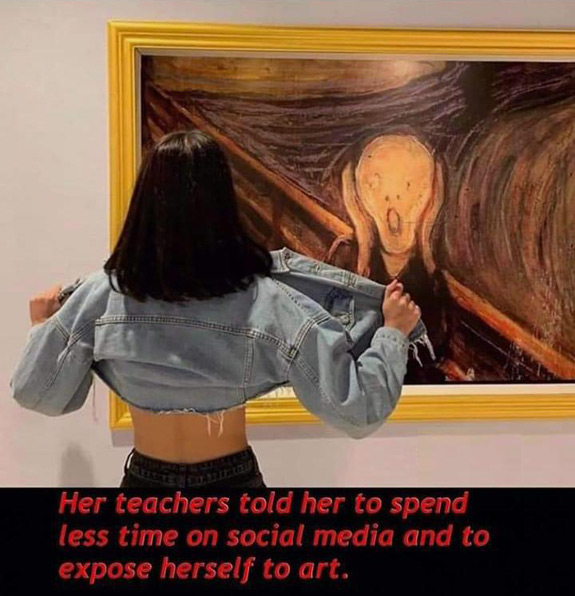 Her teachers told her to spend
less time on social media and to
expose herself to art.